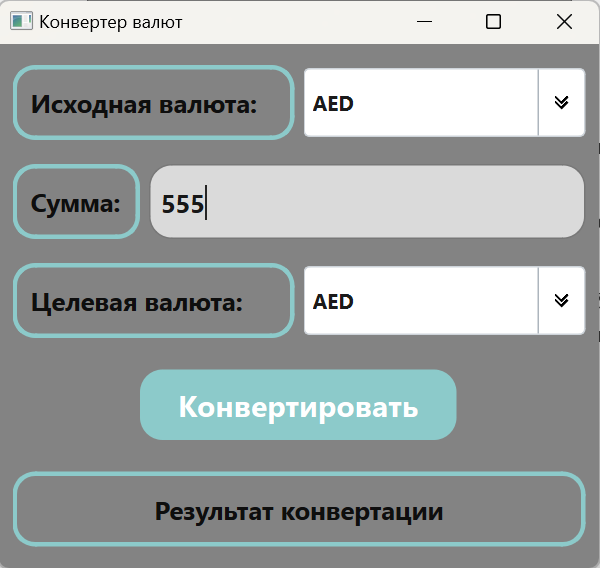 Конвертер валют
Исходная валюта: AED
Сумма: 555
Целевая валюта: AED
Конвертировать
Результат конвертации